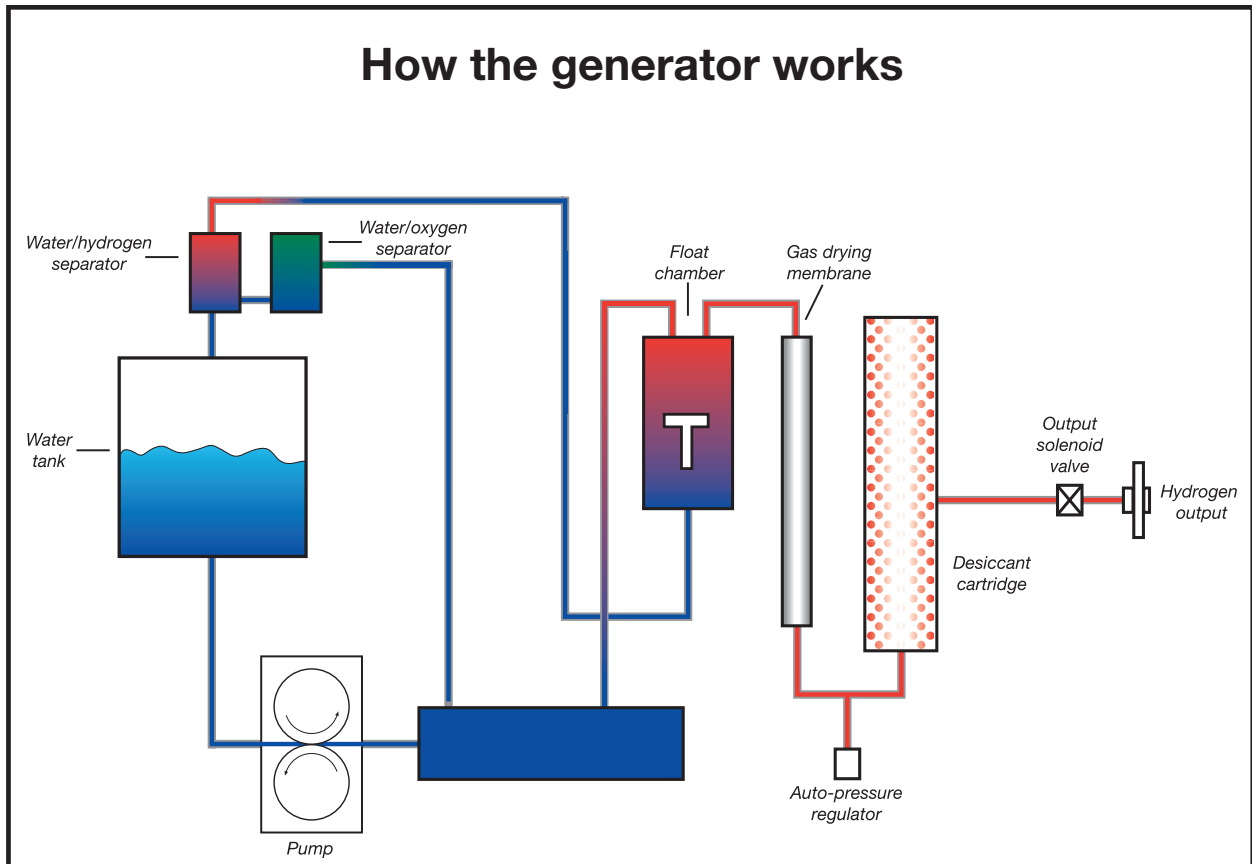 How the generator works
Water/hydrogen
separator
Water/oxygen
separator
Float
chamber
Gas drying
membrane
Water
tank
Output
solenoid
valve
Hydrogen
output
Desiccant
cartridge
Auto-pressure
regulator
Pump